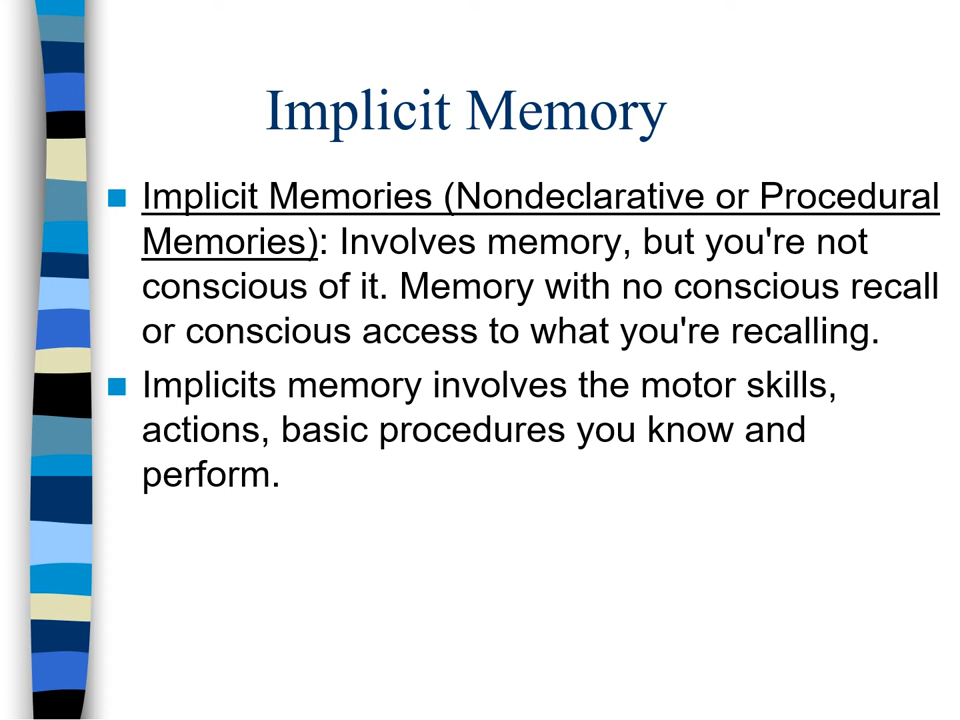 Implicit Memory
Implicit Memories (Nondeclarative or Procedural
Memories): Involves memory, but you're not
conscious of it. Memory with no conscious recall
or conscious access to what you're recalling.
Implicits memory involves the motor skills,
actions, basic procedures you know and
perform.